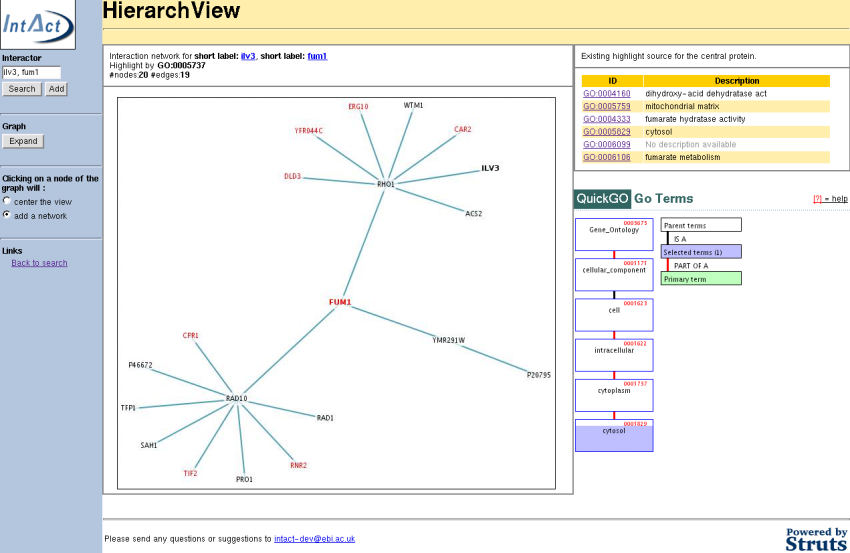 IntAct
HierarchView
Interactor
ilv3, fum1
Search Add
Graph
Expand
Clicking on a node of the
graph will :
center the view
add a network
Links
Back to search
Interaction network for short label: ilv3, short label: fum1
Highlight by GO:0005737
#nodes:20 #edges:19
ERG10
WTM1
YFR044C
CAR2
DLD3
RHO1
ILV3
ACS2
FUM1
CPR1
YMR291W
P46672
P20795
TFP1
RAD10
RAD1
SAH1
TIF2
PRO1
RNR2
Existing highlight source for the central protein.
ID Description
GO:0004160 dihydroxy-acid dehydratase act
GO:0005759 mitochondrial matrix
GO:0004333 fumarate hydratase activity
GO:0005829 cytosol
GO:0006099 No description available
GO:0006106 fumarate metabolism
QuickGO Go Terms [?] = help
Gene_Ontology
cellular_component
cell
intracellular
cytoplasm
cytosol
Parent terms
IS A
Selected terms (1)
PART OF A
Primary term
Please send any questions or suggestions to intact-dev@ebi.ac.uk
Powered by
Struts